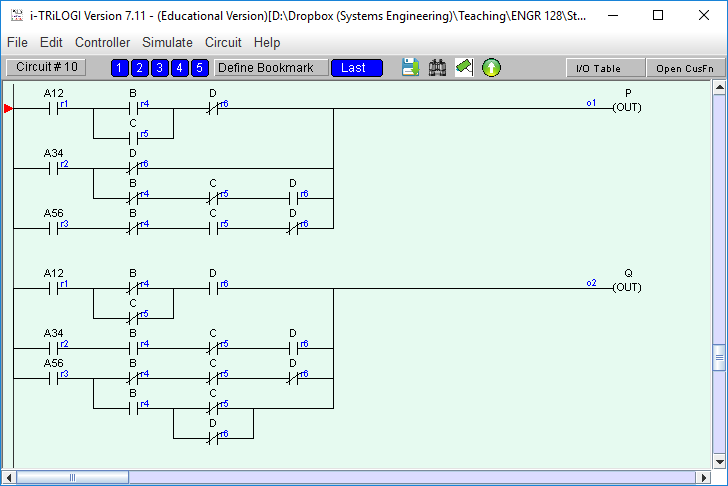 i-TRiLOGI Version 7.11 - (Educational Version)[D:\Dropbox (Systems Engineering)\Teaching\ENGR 128\St...
File Edit Controller Simulate Circuit Help
Circuit # 10 1 2 3 4 5 Define Bookmark Last I/O Table Open CusFn
A12 B D P
r1 r4 r6 o1 (OUT)
C
r5
A34 D
r2 r6
B C D
r4 r5 r6
A56 B C D
r3 r4 r5 r6
A12 B D Q
r1 r4 r6 o2 (OUT)
C
r5
A34 B C D
r2 r4 r5 r6
A56 B C D
r3 r4 r5 r6
B C
r4 r5
D
r6